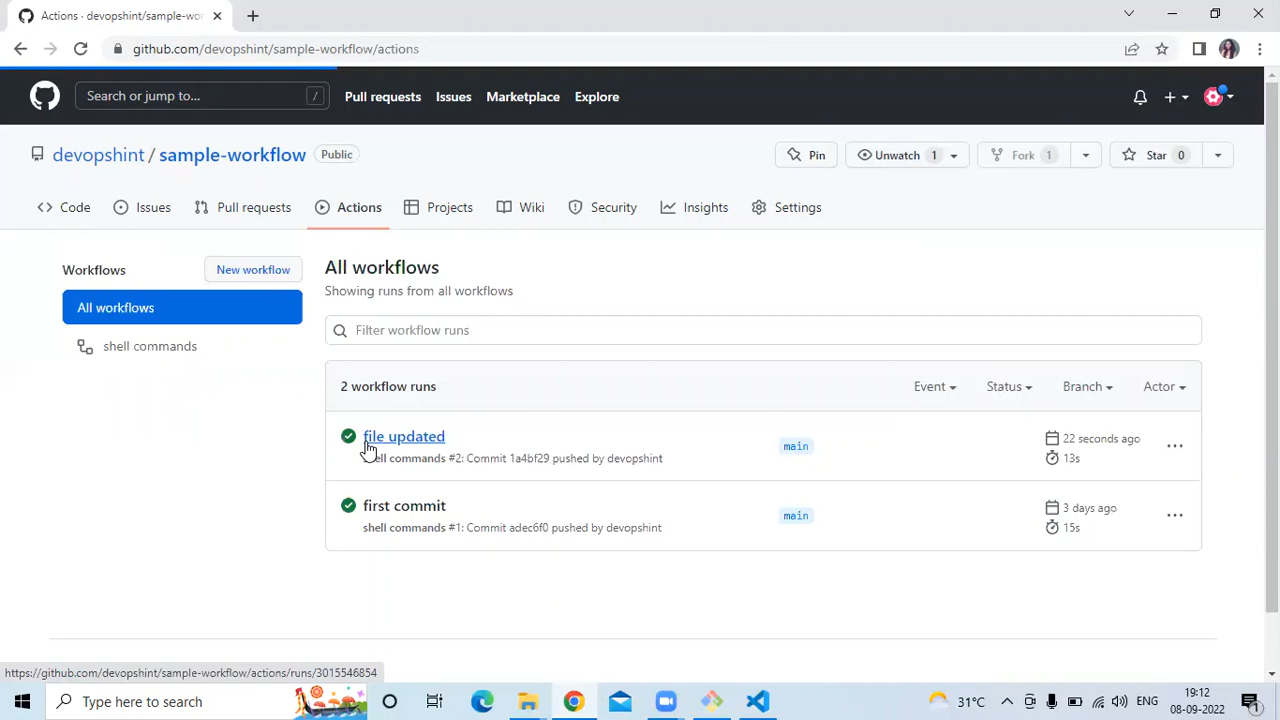 Actions · devopshint/sample-wo
github.com/devopshint/sample-workflow/actions
Search or jump to... /
Pull requests
Issues
Marketplace
Explore
devopshint / sample-workflow Public
Pin
Unwatch 1
Fork 1
Star 0
Code
Issues
Pull requests
Actions
Projects
Wiki
Security
Insights
Settings
Workflows
New workflow
All workflows
shell commands
All workflows
Showing runs from all workflows
Filter workflow runs
2 workflow runs
Event
Status
Branch
Actor
file updated
shell commands #2: Commit 1a4bf29 pushed by devopshint
main
22 seconds ago
13s
first commit
shell commands #1: Commit adec6f0 pushed by devopshint
main
3 days ago
15s
https://github.com/devopshint/sample-workflow/actions/runs/3015546854
Type here to search
31°C
ENG
19:12
08-09-2022
1